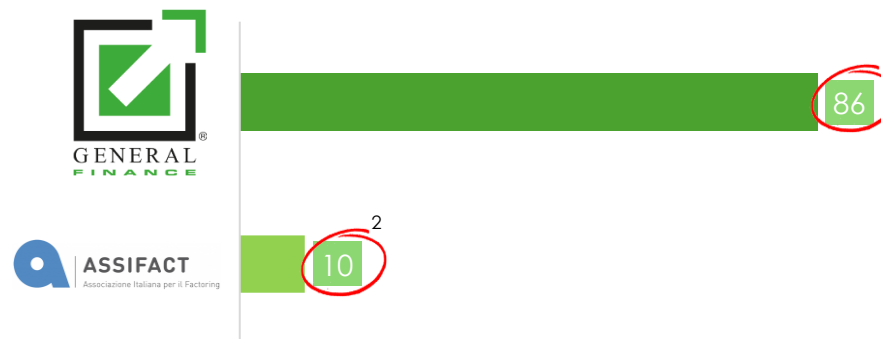 ®
GENERAL
FINANCE
86
2
10
ASSIFACT
Associazione Italiana per il Factoring